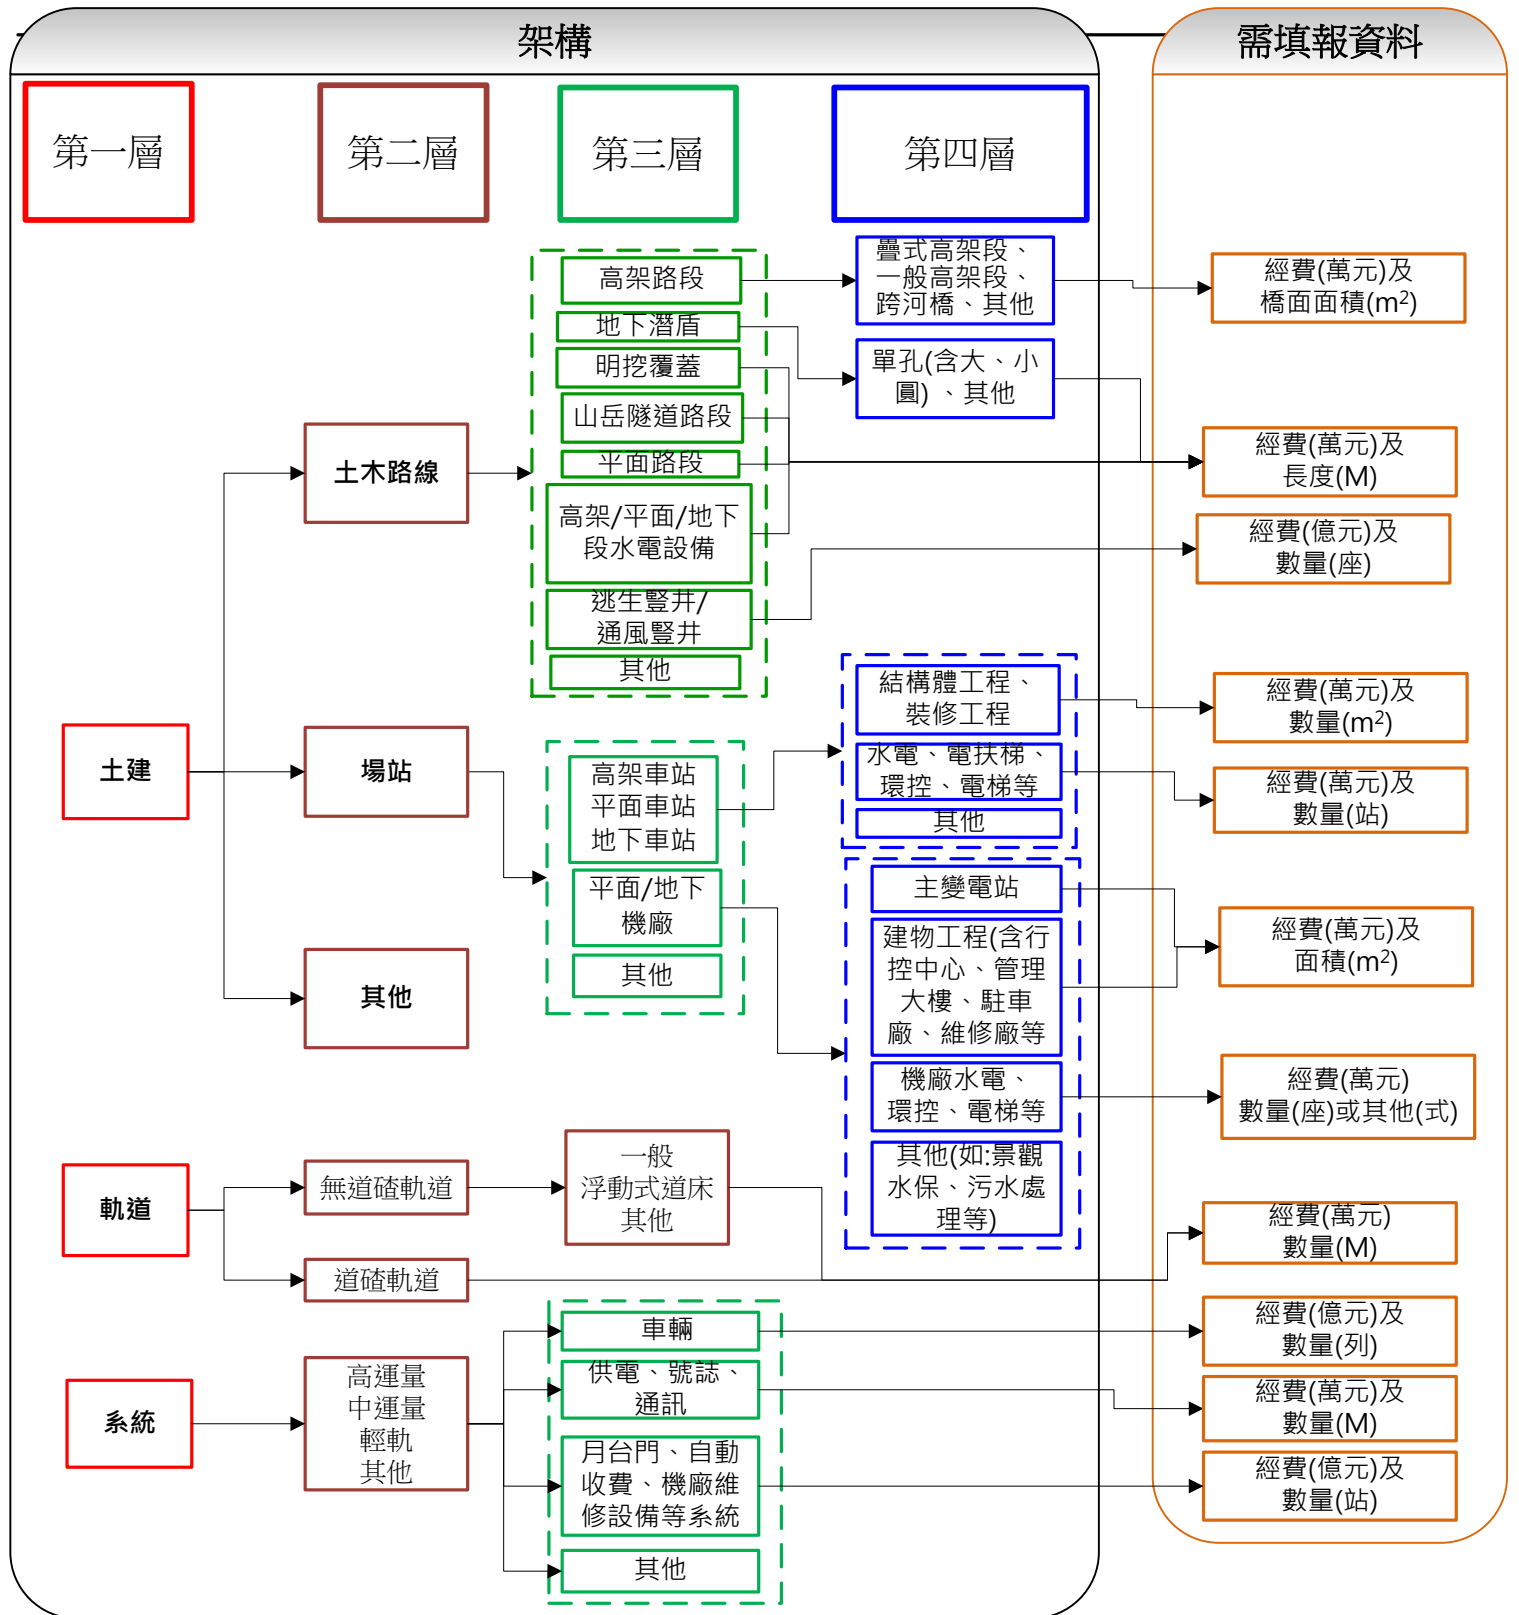 架構
需填報資料
第一層
第二層
第三層
第四層
高架路段
地下潛盾
明挖覆蓋
山岳隧道路段
平面路段
高架/平面/地下
段水電設備
逃生豎井/
通風豎井
其他
疊式高架段、
一般高架段、
跨河橋、其他
單孔(含大、小
圓) 、其他
經費(萬元)及
橋面面積(m²)
經費(萬元)及
長度(M)
經費(億元)及
數量(座)
土建
土木路線
場站
其他
高架車站
平面車站
地下車站
平面/地下
機廠
其他
結構體工程、
裝修工程
水電、電扶梯、
環控、電梯等
其他
主變電站
建物工程(含行
控中心、管理
大樓、駐車
廠、維修廠等
機廠水電、
環控、電梯等
其他(如:景觀
水保、污水處
理等)
經費(萬元)及
數量(m²)
經費(萬元)及
數量(站)
經費(萬元)及
面積(m²)
經費(萬元)
數量(座)或其他(式)
軌道
無道碴軌道
道碴軌道
一般
浮動式道床
其他
經費(萬元)
數量(M)
系統
高運量
中運量
輕軌
其他
車輛
供電、號誌、
通訊
月台門、自動
收費、機廠維
修設備等系統
其他
經費(億元)及
數量(列)
經費(萬元)及
數量(M)
經費(億元)及
數量(站)